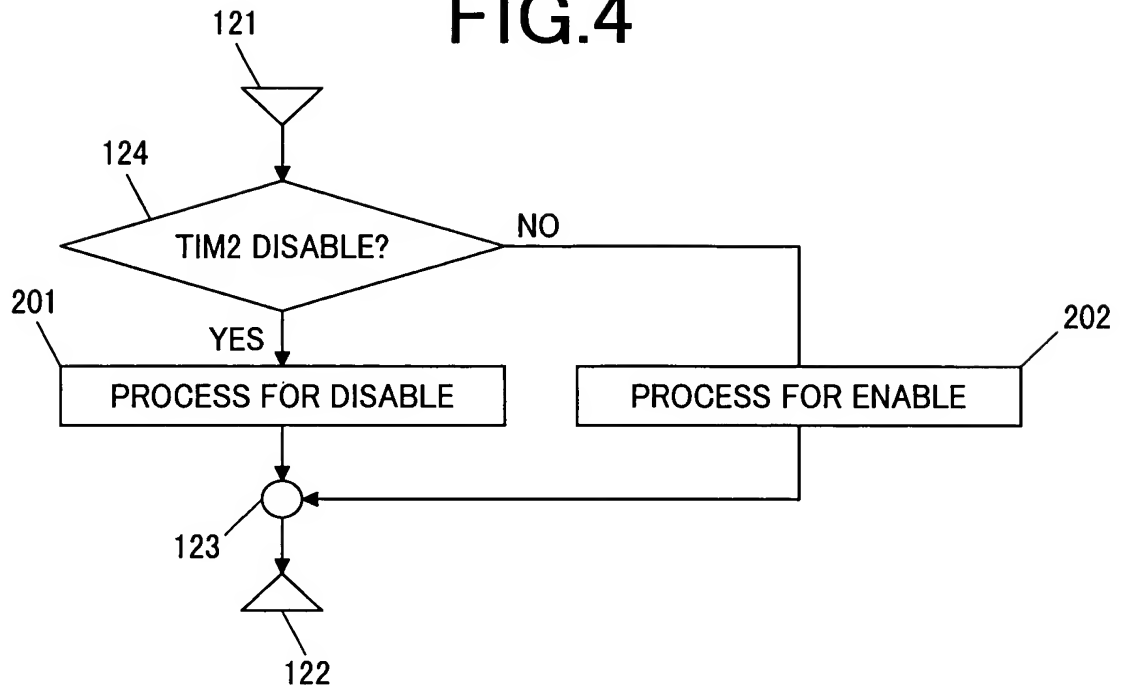 FIG.4
121
124
TIM2 DISABLE?
NO
201
YES
202
PROCESS FOR DISABLE
PROCESS FOR ENABLE
123
122